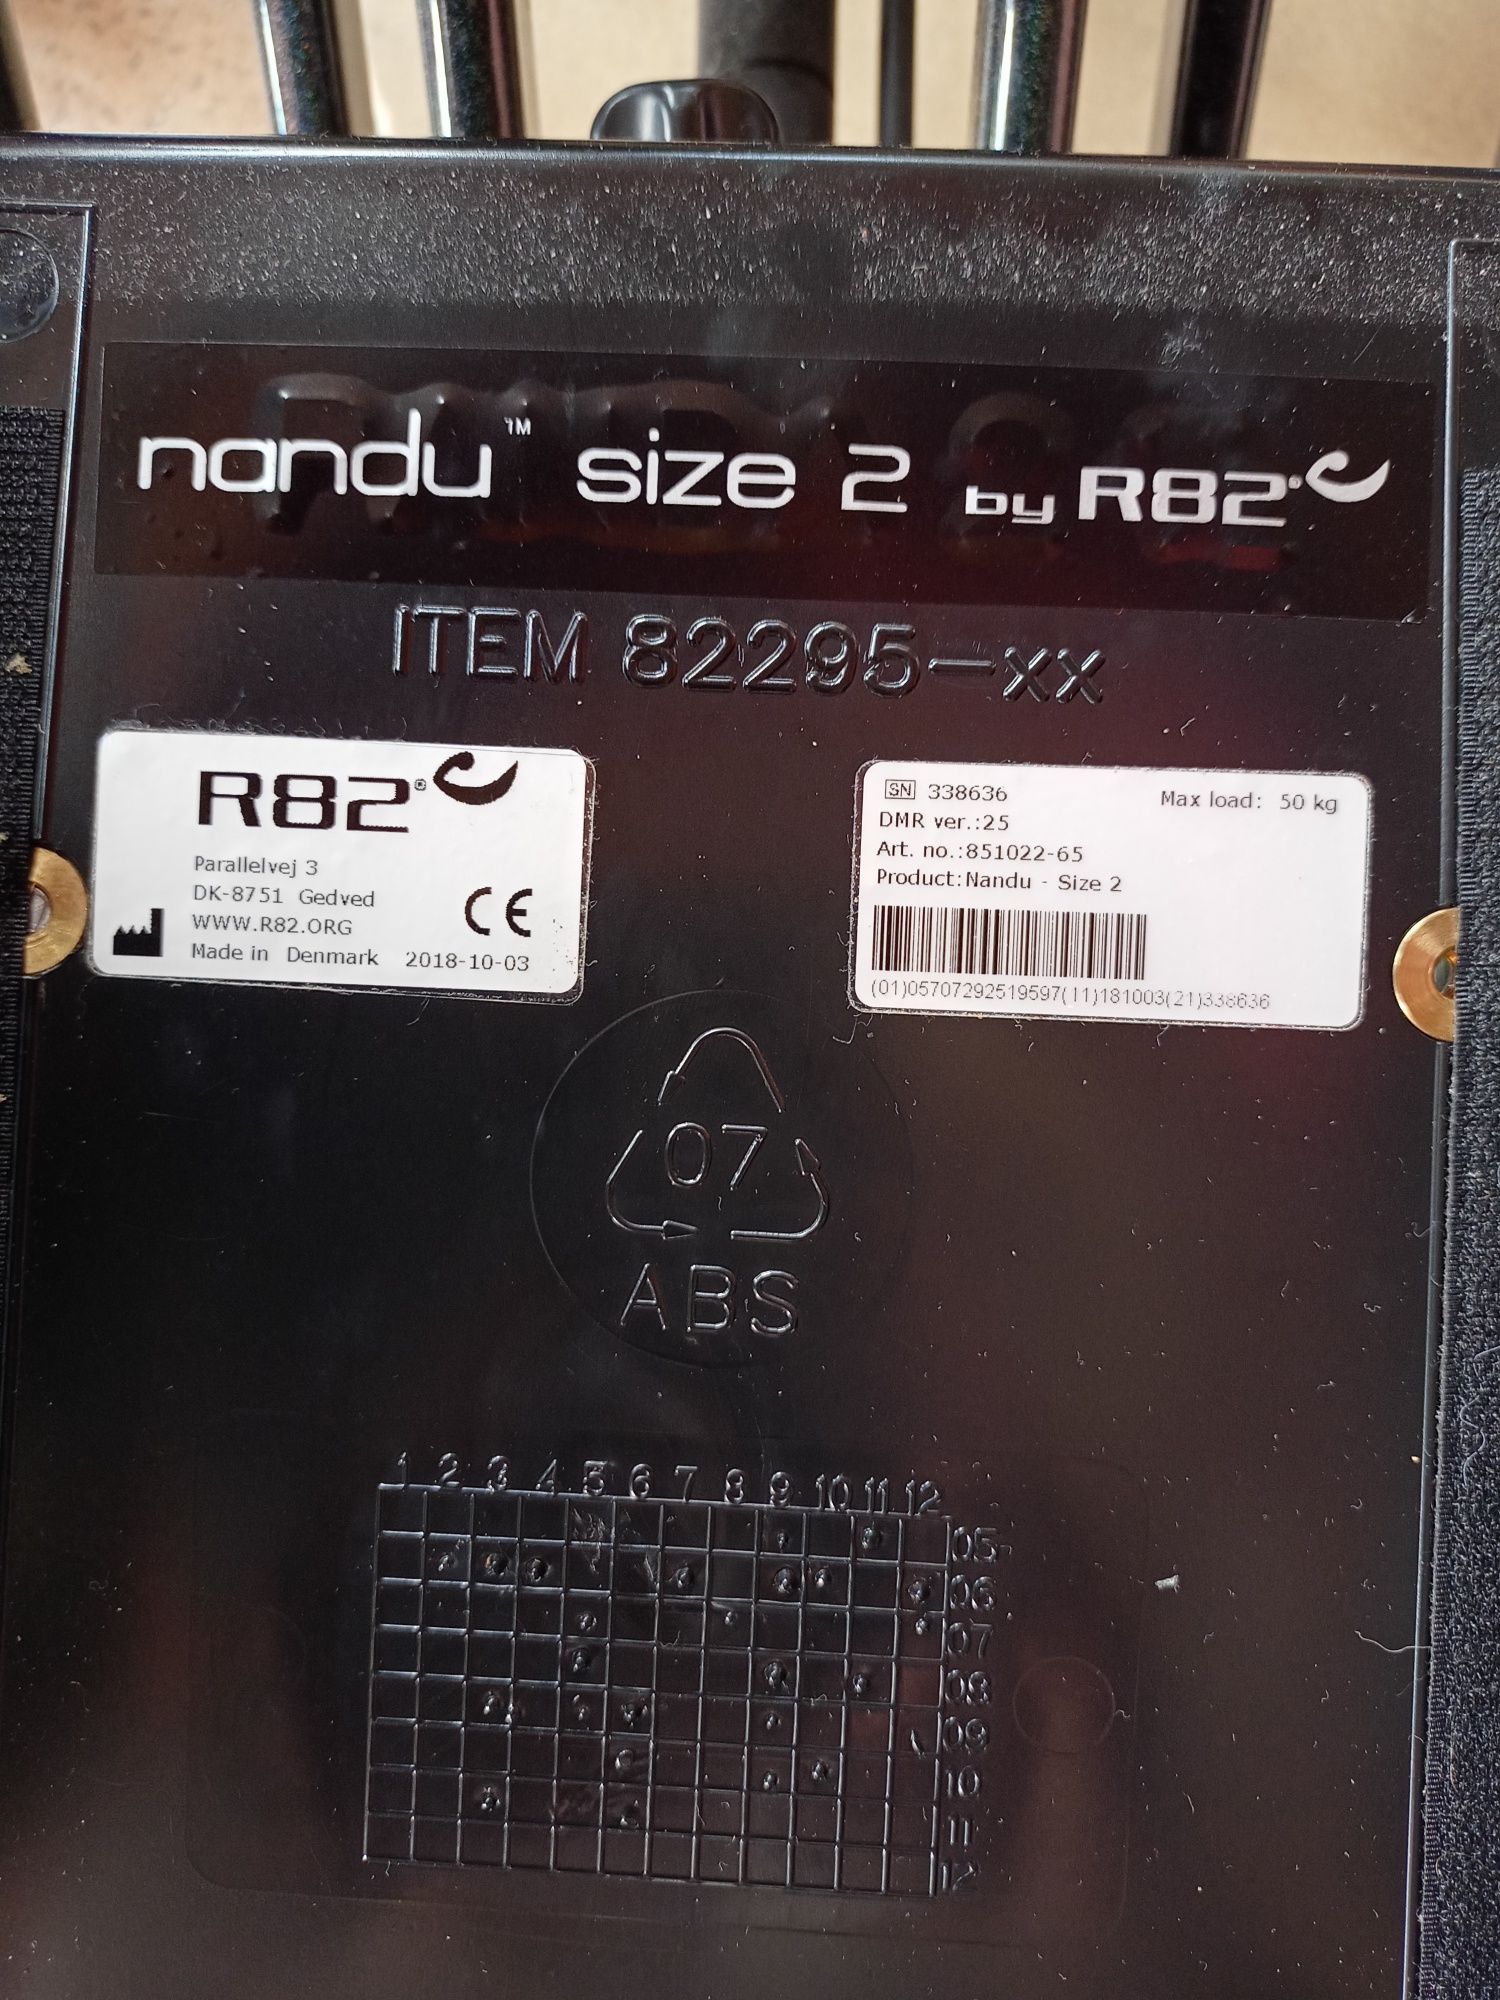 nandu™ size 2 by R82®
ITEM 82295-xx
R82®
Parallelvej 3
DK-8751 Gedved
WWW.R82.ORG
Made in Denmark 2018-10-03
CE
SN 338636 Max load: 50 kg
DMR ver.:25
Art. no.:851022-65
Product:Nandu - Size 2
(01)05707292519597(11)181003(21)338636
07
ABS
1 2 3 4 5 6 7 8 9 10 11 12
05
06
07
08
09
10
11
12